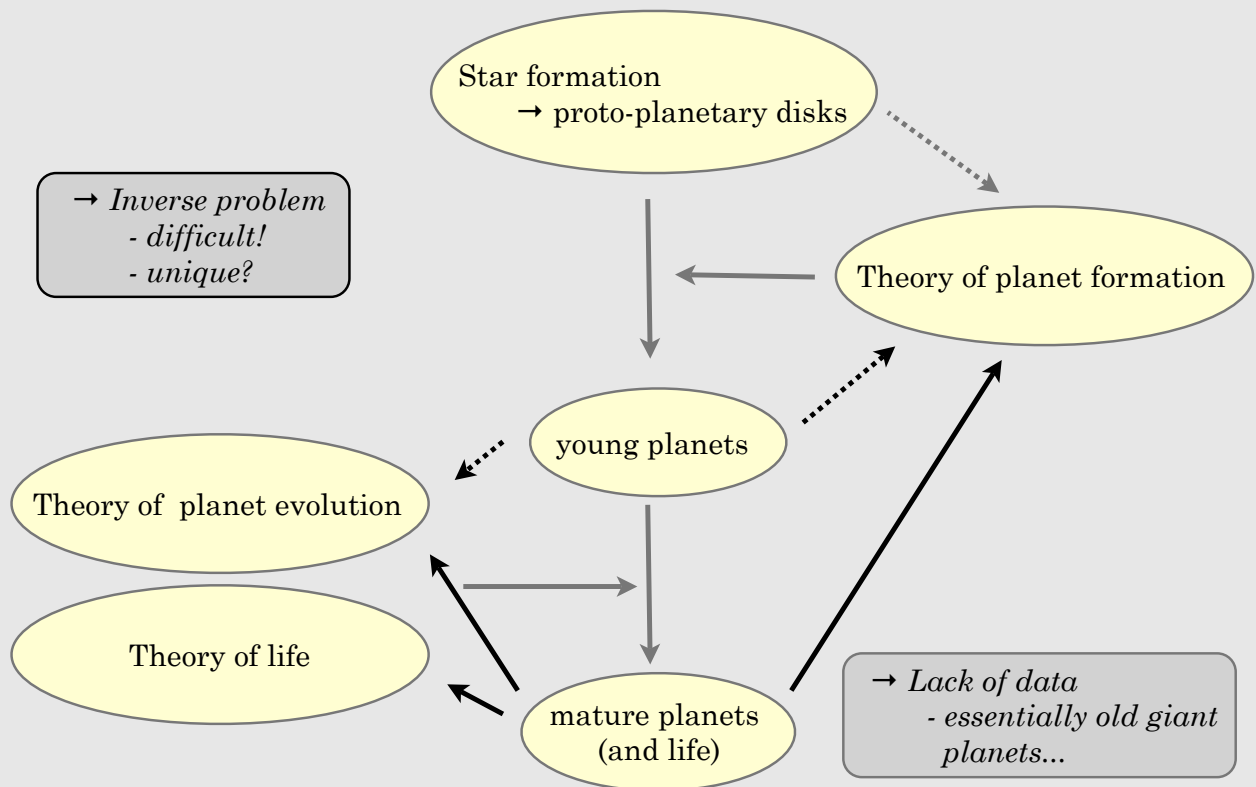 Star formation
→ proto-planetary disks
→ Inverse problem
- difficult!
- unique?
Theory of planet formation
young planets
Theory of planet evolution
Theory of life
mature planets
(and life)
→ Lack of data
- essentially old giant
planets...